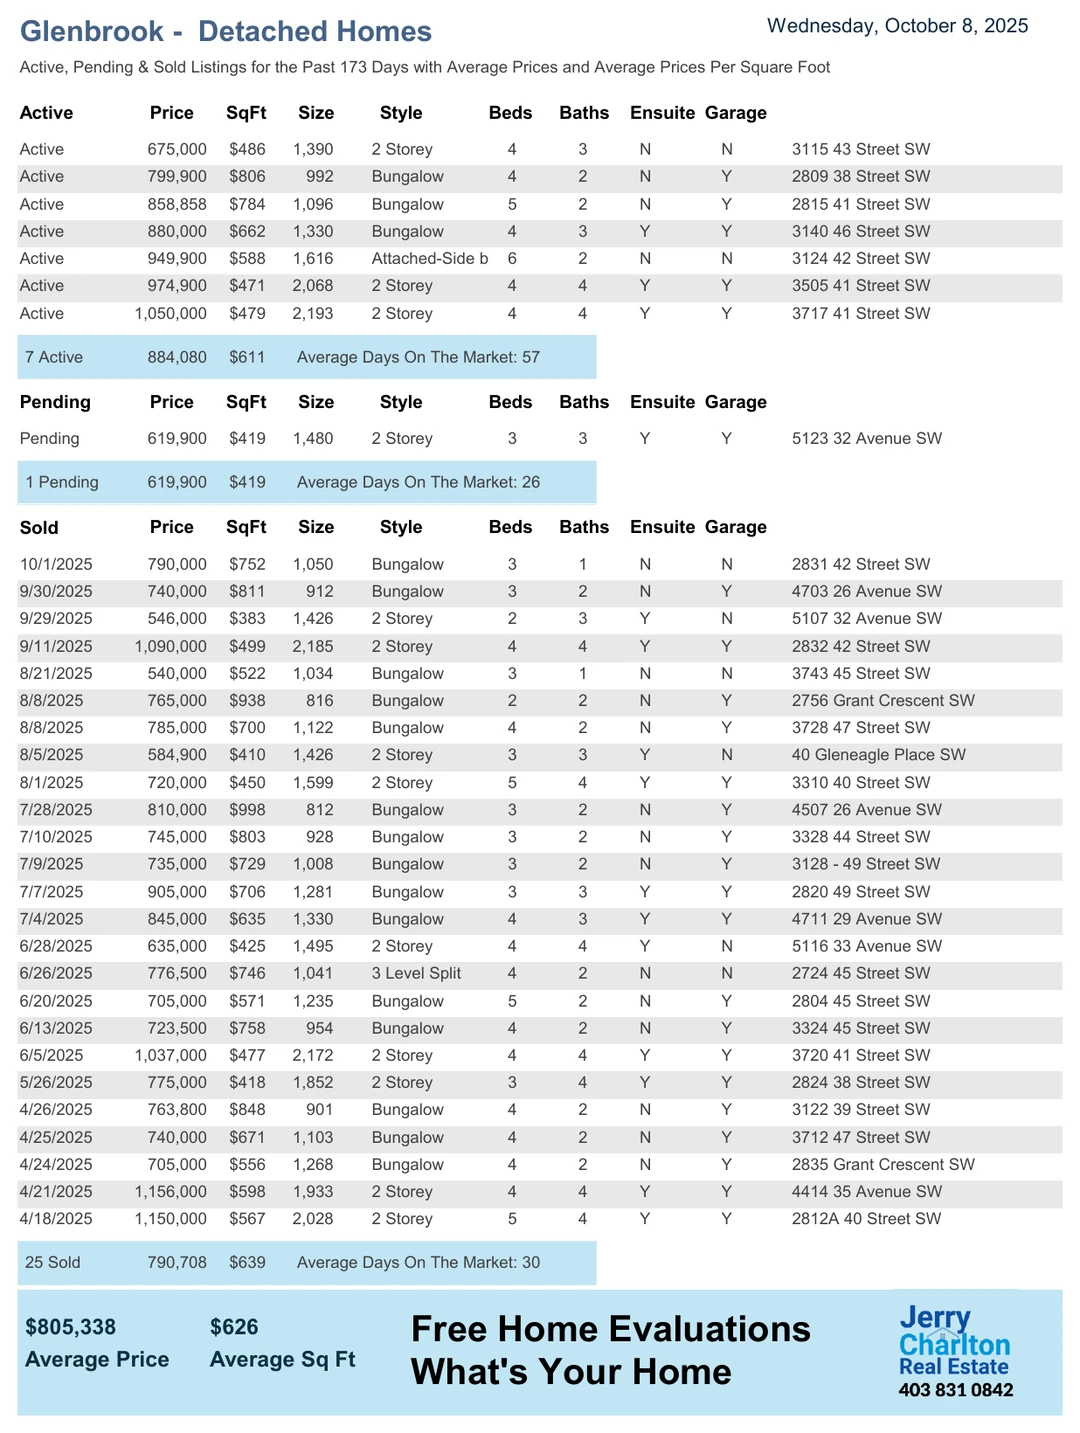 Glenbrook -  Detached Homes
Wednesday, October 8, 2025
Active, Pending & Sold Listings for the Past 173 Days with Average Prices and Average Prices Per Square Foot
Active Price SqFt Size Style Beds Baths Ensuite Garage
Active 675,000 $486 1,390 2 Storey 4 3 N N 3115 43 Street SW
Active 799,900 $806 992 Bungalow 4 2 N Y 2809 38 Street SW
Active 858,858 $784 1,096 Bungalow 5 2 N Y 2815 41 Street SW
Active 880,000 $662 1,330 Bungalow 4 3 Y Y 3140 46 Street SW
Active 949,900 $588 1,616 Attached-Side b 6 2 N N 3124 42 Street SW
Active 974,900 $471 2,068 2 Storey 4 4 Y Y 3505 41 Street SW
Active 1,050,000 $479 2,193 2 Storey 4 4 Y Y 3717 41 Street SW
7 Active 884,080 $611 Average Days On The Market: 57
Pending Price SqFt Size Style Beds Baths Ensuite Garage
Pending 619,900 $419 1,480 2 Storey 3 3 Y Y 5123 32 Avenue SW
1 Pending 619,900 $419 Average Days On The Market: 26
Sold Price SqFt Size Style Beds Baths Ensuite Garage
10/1/2025 790,000 $752 1,050 Bungalow 3 1 N N 2831 42 Street SW
9/30/2025 740,000 $811 912 Bungalow 3 2 N Y 4703 26 Avenue SW
9/29/2025 546,000 $383 1,426 2 Storey 2 3 Y N 5107 32 Avenue SW
9/11/2025 1,090,000 $499 2,185 2 Storey 4 4 Y Y 2832 42 Street SW
8/21/2025 540,000 $522 1,034 Bungalow 3 1 N N 3743 45 Street SW
8/8/2025 765,000 $938 816 Bungalow 2 2 N Y 2756 Grant Crescent SW
8/8/2025 785,000 $700 1,122 Bungalow 4 2 N Y 3728 47 Street SW
8/5/2025 584,900 $410 1,426 2 Storey 3 3 Y N 40 Gleneagle Place SW
8/1/2025 720,000 $450 1,599 2 Storey 5 4 Y Y 3310 40 Street SW
7/28/2025 810,000 $998 812 Bungalow 3 2 N Y 4507 26 Avenue SW
7/10/2025 745,000 $803 928 Bungalow 3 2 N Y 3328 44 Street SW
7/9/2025 735,000 $729 1,008 Bungalow 3 2 N Y 3128 - 49 Street SW
7/7/2025 905,000 $706 1,281 Bungalow 3 3 Y Y 2820 49 Street SW
7/4/2025 845,000 $635 1,330 Bungalow 4 3 Y Y 4711 29 Avenue SW
6/28/2025 635,000 $425 1,495 2 Storey 4 4 Y N 5116 33 Avenue SW
6/26/2025 776,500 $746 1,041 3 Level Split 4 2 N N 2724 45 Street SW
6/20/2025 705,000 $571 1,235 Bungalow 5 2 N Y 2804 45 Street SW
6/13/2025 723,500 $758 954 Bungalow 4 2 N Y 3324 45 Street SW
6/5/2025 1,037,000 $477 2,172 2 Storey 4 4 Y Y 3720 41 Street SW
5/26/2025 775,000 $418 1,852 2 Storey 3 4 Y Y 2824 38 Street SW
4/26/2025 763,800 $848 901 Bungalow 4 2 N Y 3122 39 Street SW
4/25/2025 740,000 $671 1,103 Bungalow 4 2 N Y 3712 47 Street SW
4/24/2025 705,000 $556 1,268 Bungalow 4 2 N Y 2835 Grant Crescent SW
4/21/2025 1,156,000 $598 1,933 2 Storey 4 4 Y Y 4414 35 Avenue SW
4/18/2025 1,150,000 $567 2,028 2 Storey 5 4 Y Y 2812A 40 Street SW
25 Sold 790,708 $639 Average Days On The Market: 30
$805,338 $626
Average Price Average Sq Ft
Free Home Evaluations
What's Your Home
Jerry
Charlton
Real Estate
403 831 0842